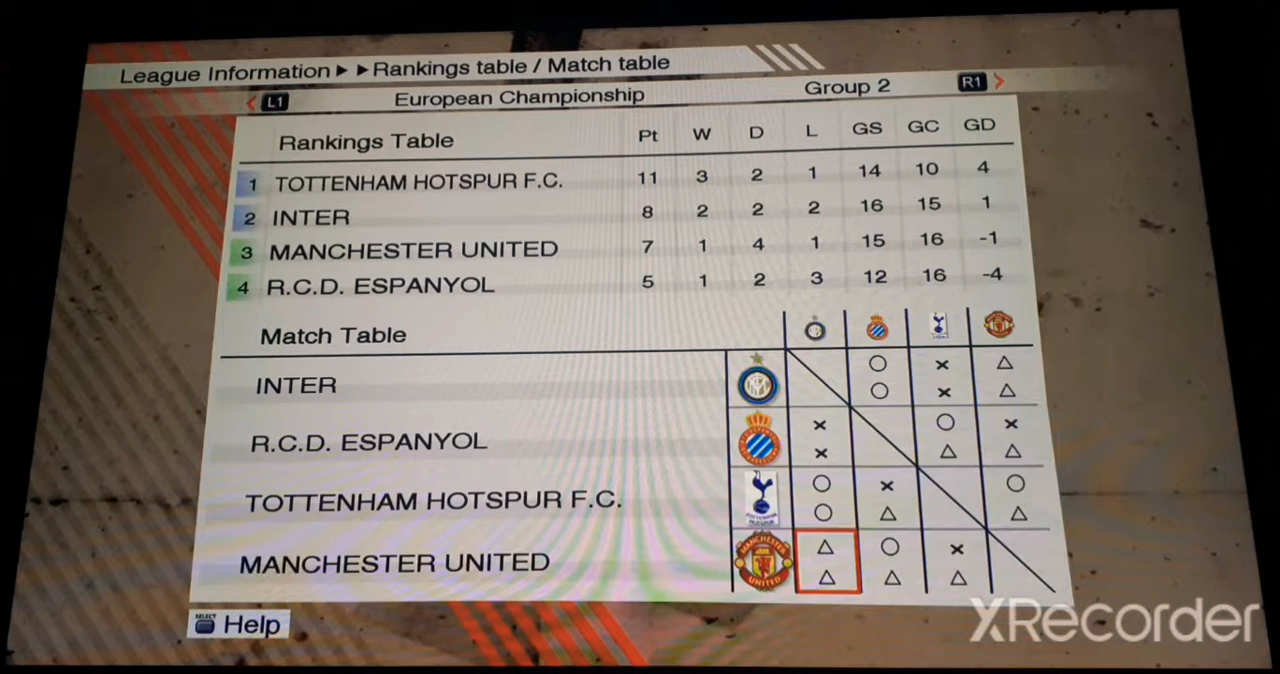 League Information ▶ ▶ Rankings table / Match table
L1 European Championship Group 2 R1
Rankings Table Pt W D L GS GC GD
1 TOTTENHAM HOTSPUR F.C. 11 3 2 1 14 10 4
2 INTER 8 2 2 2 16 15 1
3 MANCHESTER UNITED 7 1 4 1 15 16 -1
4 R.C.D. ESPANYOL 5 1 2 3 12 16 -4
Match Table
INTER
○ × △
○ × △
R.C.D. ESPANYOL
× ○ ×
× △ △
TOTTENHAM HOTSPUR F.C.
○ × ○
○ △ △
MANCHESTER UNITED
MANCHESTER
UNITED
△ ○ ×
△ △ △
SELECT
Help
XRecorder